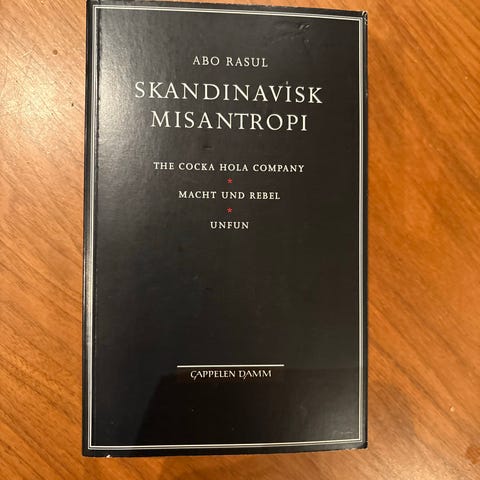 ABO RASUL
SKANDINAVISK
MISANTROPI
THE COCKA HOLA COMPANY
*
MACHT UND REBEL
*
UNFUN
CAPPELEN DAMM